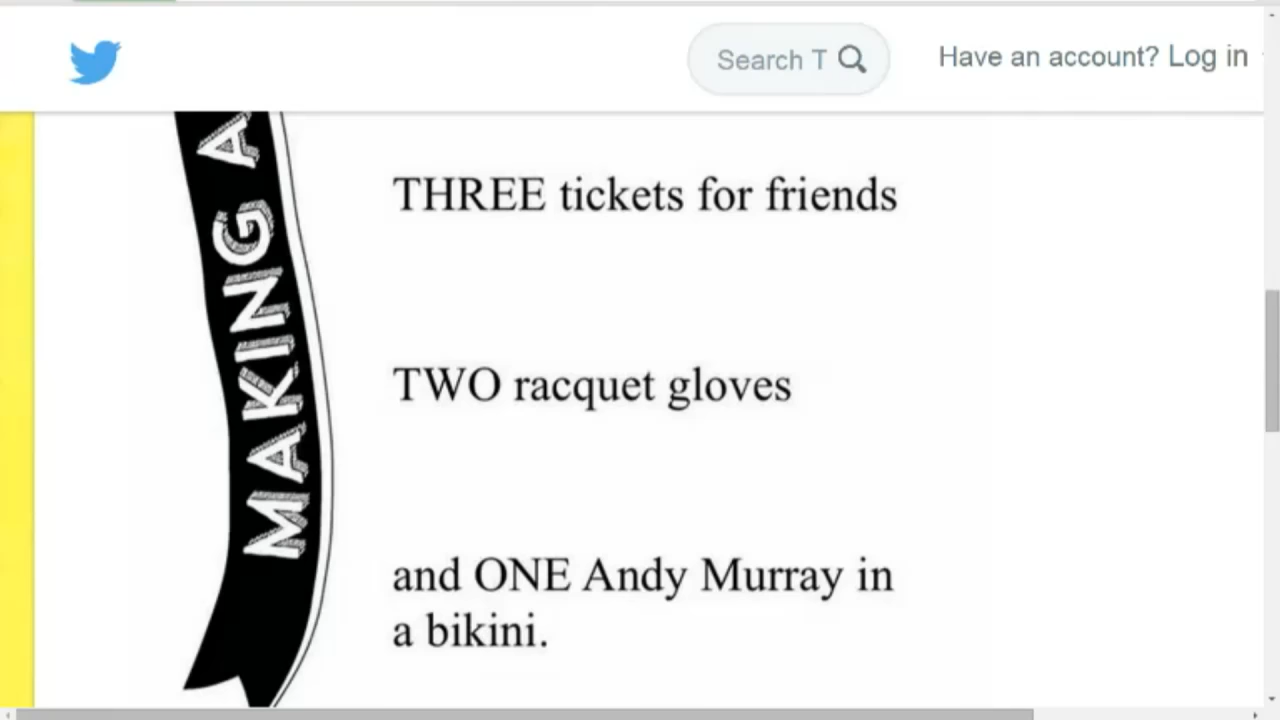 Search T
Have an account? Log in
MAKING A
THREE tickets for friends
TWO racquet gloves
and ONE Andy Murray in
a bikini.